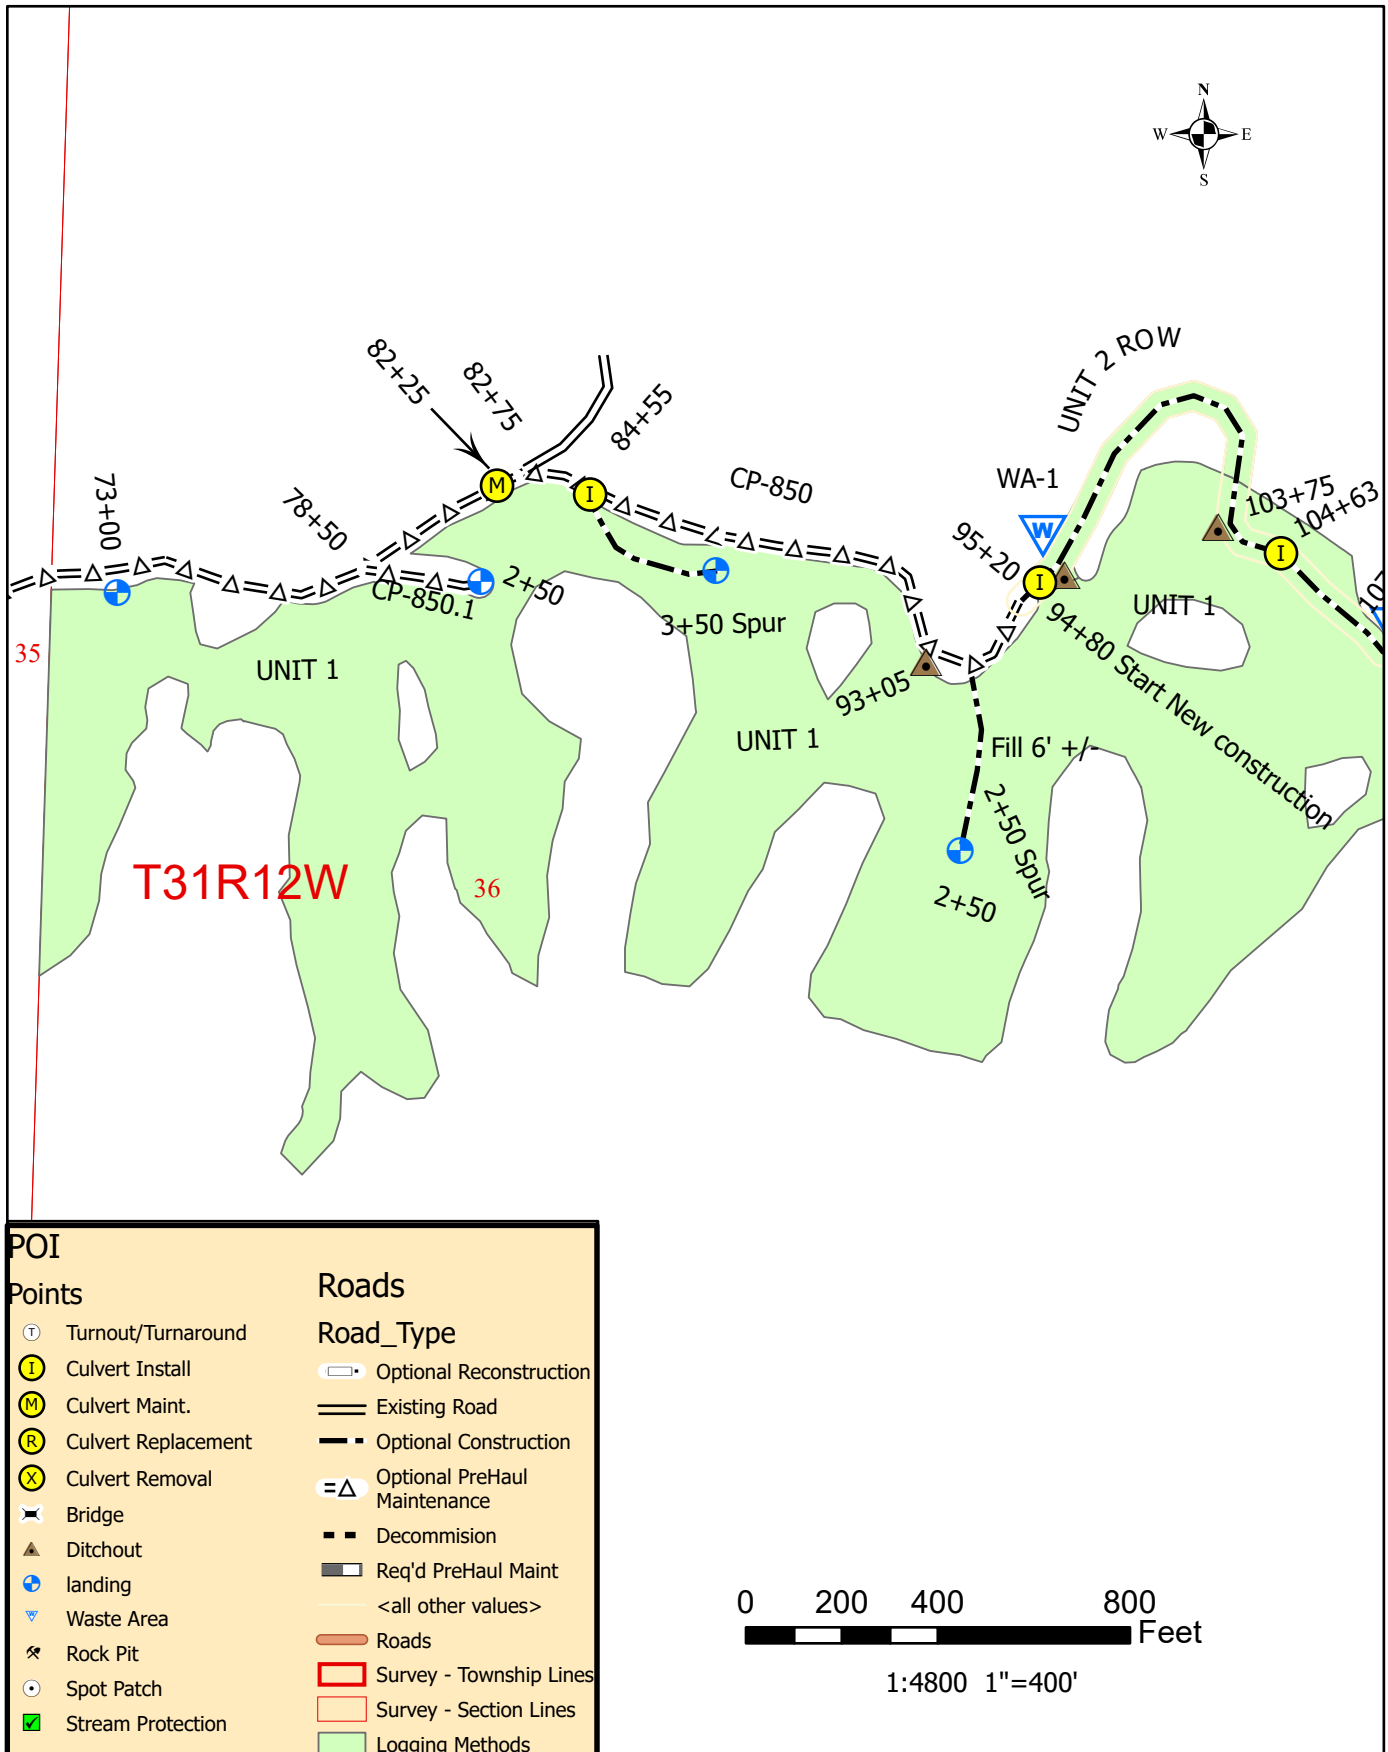 N
W E
S
UNIT 2 ROW
82+25
82+75
84+55
CP-850
WA-1
73+00
78+50
95+20
103+75
104+63
CP-850.1
2+50
3+50 Spur
UNIT 1
35
UNIT 1
93+05
94+80 Start New construction
UNIT 1
Fill 6' +/-
2+50 Spur
T31R12W
36
2+50
M
I
I
I
W
POI
Points
T Turnout/Turnaround
I Culvert Install
M Culvert Maint.
R Culvert Replacement
X Culvert Removal
Bridge
Ditchout
landing
Waste Area
Rock Pit
Spot Patch
Stream Protection
Roads
Road_Type
Optional Reconstruction
Existing Road
Optional Construction
Optional PreHaul
Maintenance
Decommision
Req'd PreHaul Maint
<all other values>
Roads
Survey - Township Lines
Survey - Section Lines
Logging Methods
0 200 400 800
Feet
1:4800 1"=400'